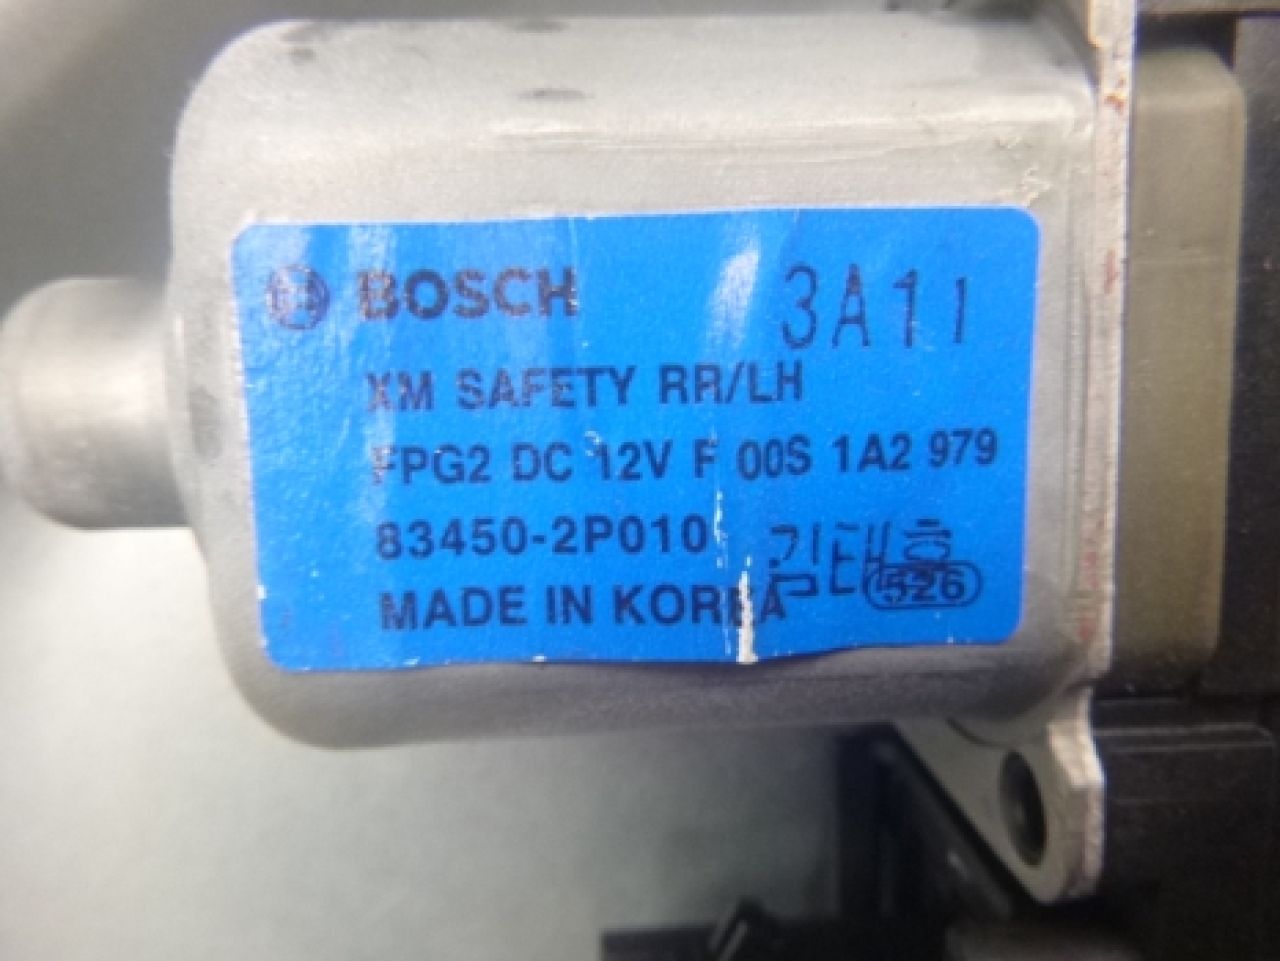 BOSCH 3A11
XM SAFETY RR/LH
FPG2 DC 12V F 00S 1A2 979
83450-2P010 김태흥
MADE IN KOREA 526